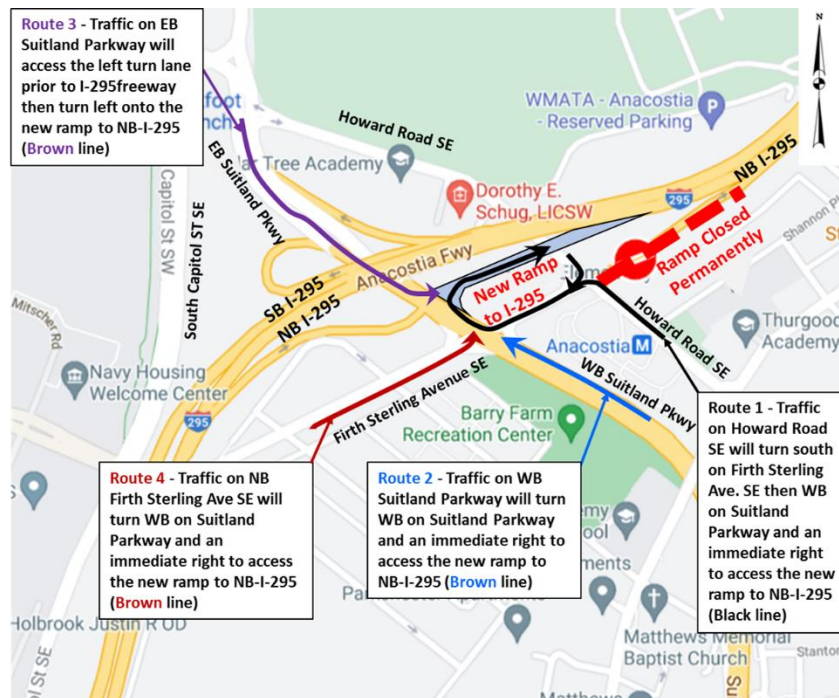 Route 3 - Traffic on EB
Suitland Parkway will
access the left turn lane
prior to I-295freeway
then turn left onto the
new ramp to NB-I-295
(Brown line)
N
Howard Road SE
WMATA - Anacostia
- Reserved Parking
NB I-295
295
Tree Academy
EB Suitland Pkwy
Capitol St SW
South Capitol ST SE
Dorothy E.
Schug, LICSW
Shannon Pl
Anacostia Fwy
Ramp Closed
Permanently
New Ramp
to I-295
SB I-295
NB I-295
Mitscher Rd
Howard Road SE
Thurgood
Academy
Anacostia M
Navy Housing
Welcome Center
Firth Sterling Avenue SE
WB Suitland Pkwy
295
Barry Farm
Recreation Center
Route 1 - Traffic
on Howard Road
SE will turn south
on Firth Sterling
Ave. SE then WB
on Suitland
Parkway and an
immediate right
to access the new
ramp to NB-I-295
(Black line)
Route 4 - Traffic on NB
Firth Sterling Ave SE will
turn WB on Suitland
Parkway and an
immediate right to access
the new ramp to NB-I-295
(Brown line)
Route 2 - Traffic on WB
Suitland Parkway will turn
WB on Suitland Parkway
and an immediate right to
access the new ramp to
NB-I-295 (Brown line)
Holbrook Justin R OD
Matthews Memorial
Baptist Church
Stanton